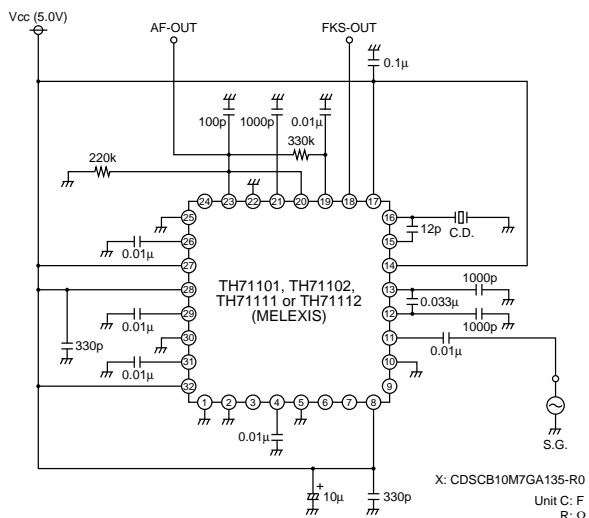 Vcc (5.0V)
AF-OUT
FKS-OUT
0.1μ
100p
1000p
0.01μ
330k
220k
24
23
22
21
20
19
18
17
25
26
27
28
29
30
31
32
16
15
14
13
12
11
10
9
1
2
3
4
5
6
7
8
12p
C.D.
0.01μ
TH71101, TH71102,
TH71111 or TH71112
(MELEXIS)
1000p
0.033μ
1000p
0.01μ
330p
0.01μ
0.01μ
0.01μ
S.G.
+
10μ
330p
X: CDSCB10M7GA135-R0
Unit C: F
R: Ω